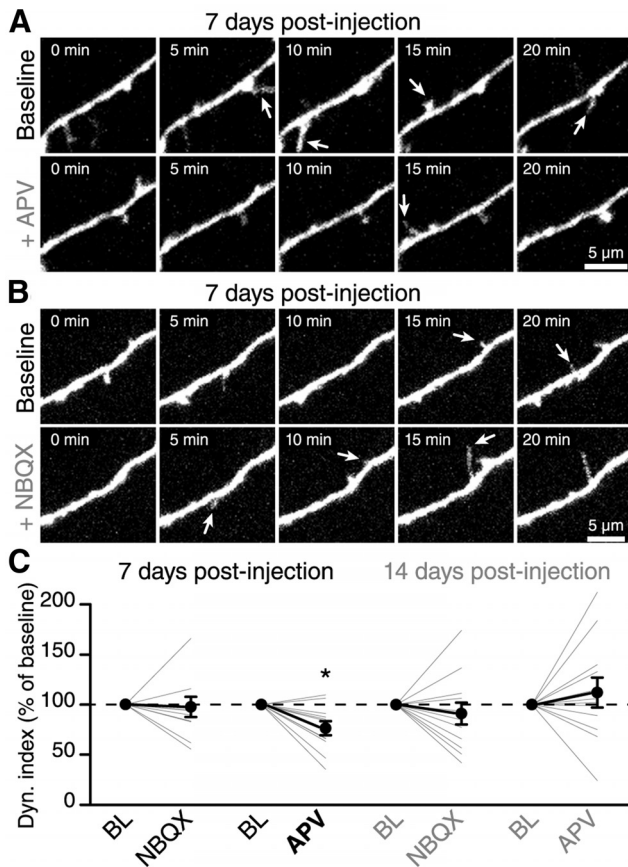 A
7 days post-injection
Baseline
0 min
5 min
10 min
15 min
20 min
+ APV
0 min
5 min
10 min
15 min
20 min
5 µm
B
7 days post-injection
Baseline
0 min
5 min
10 min
15 min
20 min
+ NBQX
0 min
5 min
10 min
15 min
20 min
5 µm
C
7 days post-injection
14 days post-injection
Dyn. index (% of baseline)
200
150
100
50
0
*
BL
NBQX
BL
APV
BL
NBQX
BL
APV